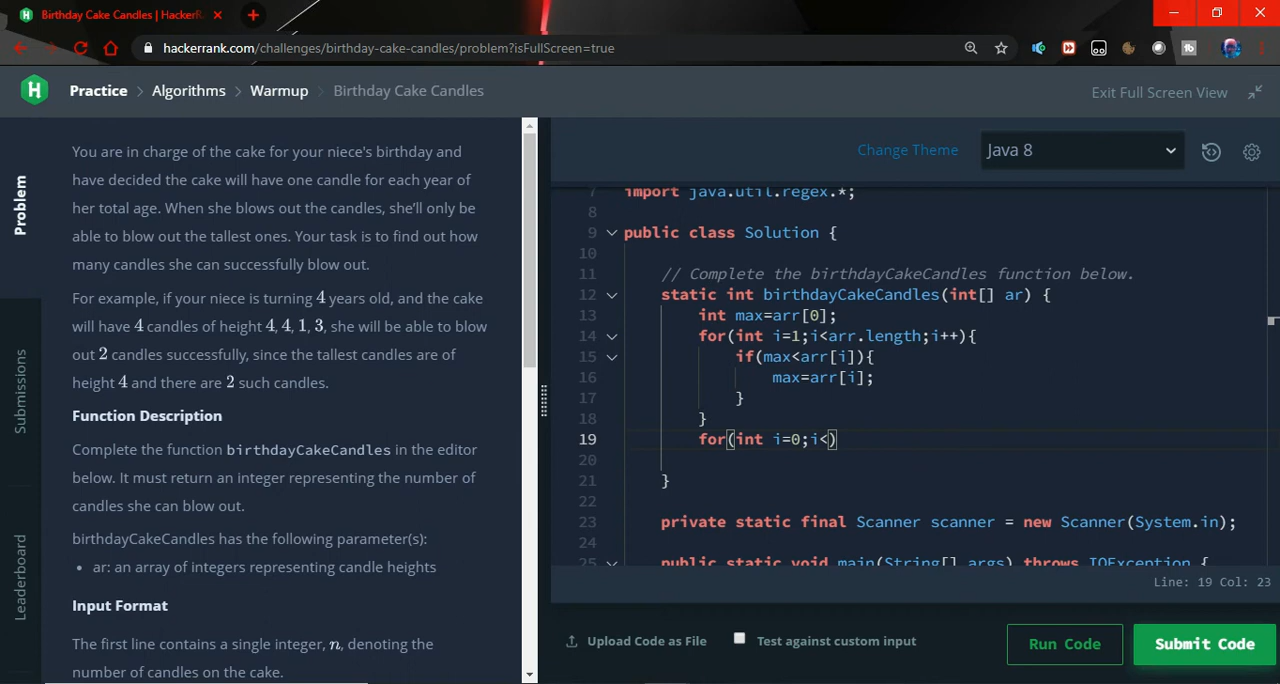 Birthday Cake Candles | HackerR
hackerrank.com/challenges/birthday-cake-candles/problem?isFullScreen=true
H
Practice > Algorithms > Warmup > Birthday Cake Candles
Exit Full Screen View
Problem
Submissions
Leaderboard
You are in charge of the cake for your niece's birthday and
have decided the cake will have one candle for each year of
her total age. When she blows out the candles, she'll only be
able to blow out the tallest ones. Your task is to find out how
many candles she can successfully blow out.
For example, if your niece is turning 4 years old, and the cake
will have 4 candles of height 4, 4, 1, 3, she will be able to blow
out 2 candles successfully, since the tallest candles are of
height 4 and there are 2 such candles.
Function Description
Complete the function birthdayCakeCandles in the editor
below. It must return an integer representing the number of
candles she can blow out.
birthdayCakeCandles has the following parameter(s):
• ar: an array of integers representing candle heights
Input Format
The first line contains a single integer, n, denoting the
number of candles on the cake.
Change Theme
Java 8
7 import java.util.regex.*;
8
9 public class Solution {
10
11 // Complete the birthdayCakeCandles function below.
12 static int birthdayCakeCandles(int[] ar) {
13 int max=arr[0];
14 for(int i=1;i<arr.length;i++){
15 if(max<arr[i]){
16 max=arr[i];
17 }
18 }
19 for(int i=0;i<)
20
21 }
22
23 private static final Scanner scanner = new Scanner(System.in);
24
25 public static void main(String[] args) throws IOException {
Line: 19 Col: 23
Upload Code as File
Test against custom input
Run Code
Submit Code